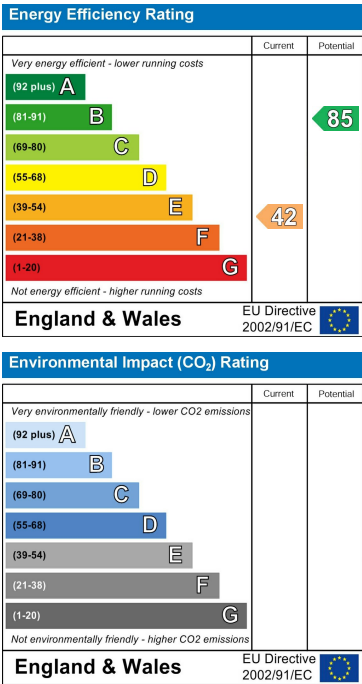 Energy Efficiency Rating
Current Potential
Very energy efficient - lower running costs
(92 plus) A
(81-91) B
85
(69-80) C
(55-68) D
(39-54) E
42
(21-38) F
(1-20) G
Not energy efficient - higher running costs
England & Wales
EU Directive
2002/91/EC
Environmental Impact (CO₂) Rating
Current Potential
Very environmentally friendly - lower CO2 emissions
(92 plus) A
(81-91) B
(69-80) C
(55-68) D
(39-54) E
(21-38) F
(1-20) G
Not environmentally friendly - higher CO2 emissions
England & Wales
EU Directive
2002/91/EC